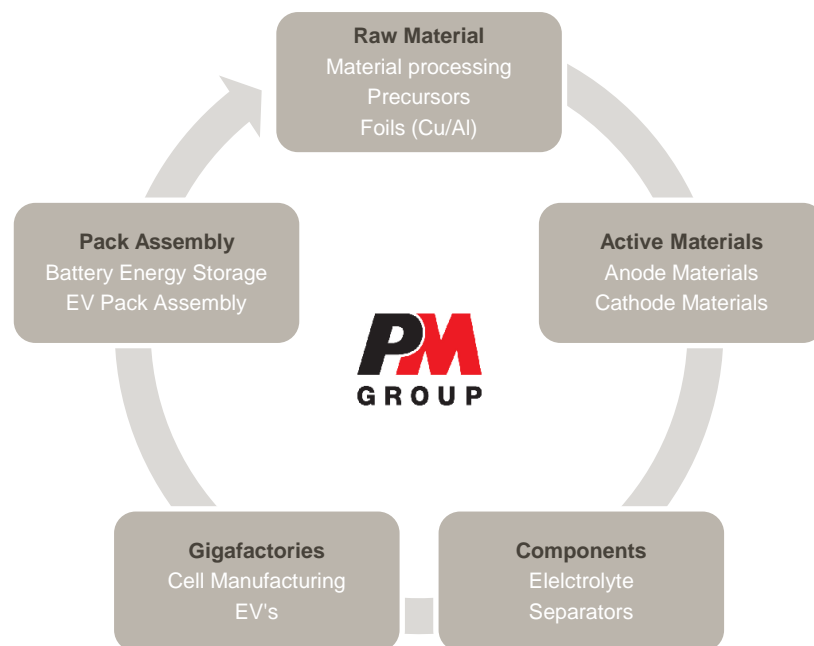 Raw Material
Material processing
Precursors
Foils (Cu/Al)
Active Materials
Anode Materials
Cathode Materials
Components
Elelctrolyte
Separators
Gigafactories
Cell Manufacturing
EV's
Pack Assembly
Battery Energy Storage
EV Pack Assembly
PM
GROUP